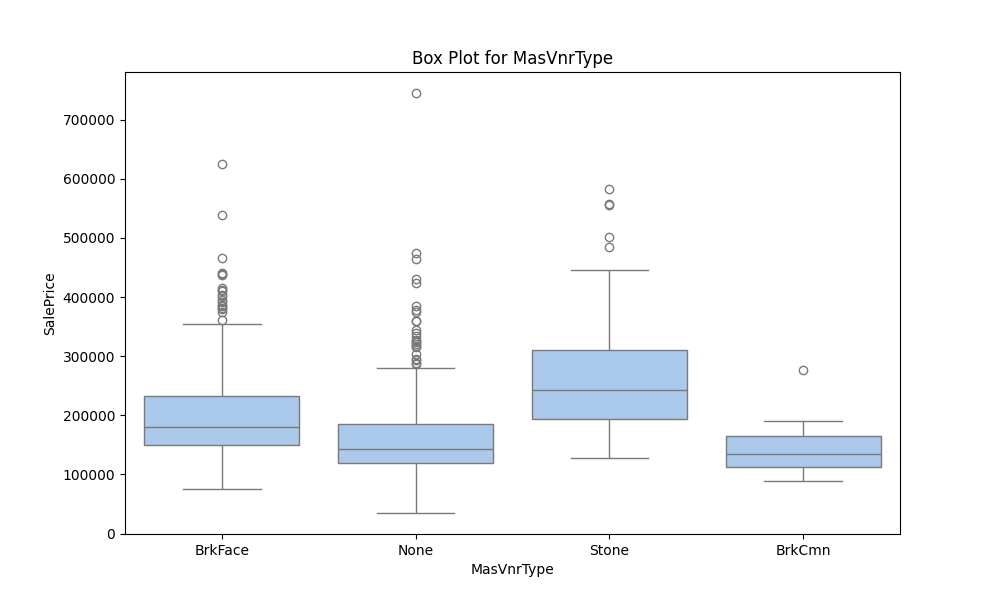 Box Plot for MasVnrType
700000
600000
500000
400000
300000
200000
100000
0
SalePrice
BrkFace None Stone BrkCmn
MasVnrType